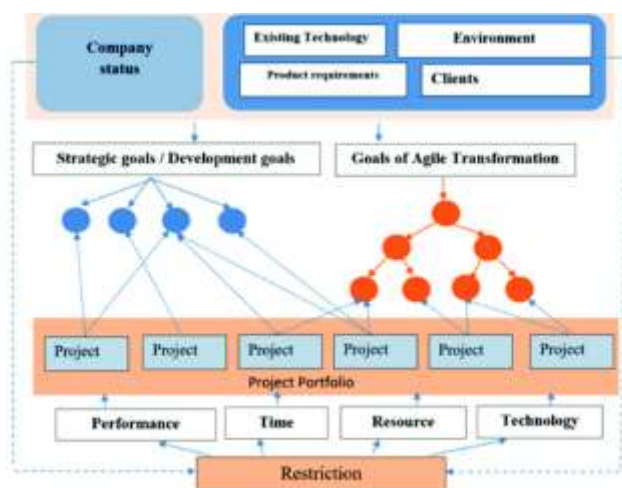 Company
status
Existing Technology
Environment
Product requirements
Clients
Strategic goals / Development goals
Goals of Agile Transformation
Project
Project
Project
Project
Project
Project
Project Portfolio
Performance
Time
Resource
Technology
Restriction